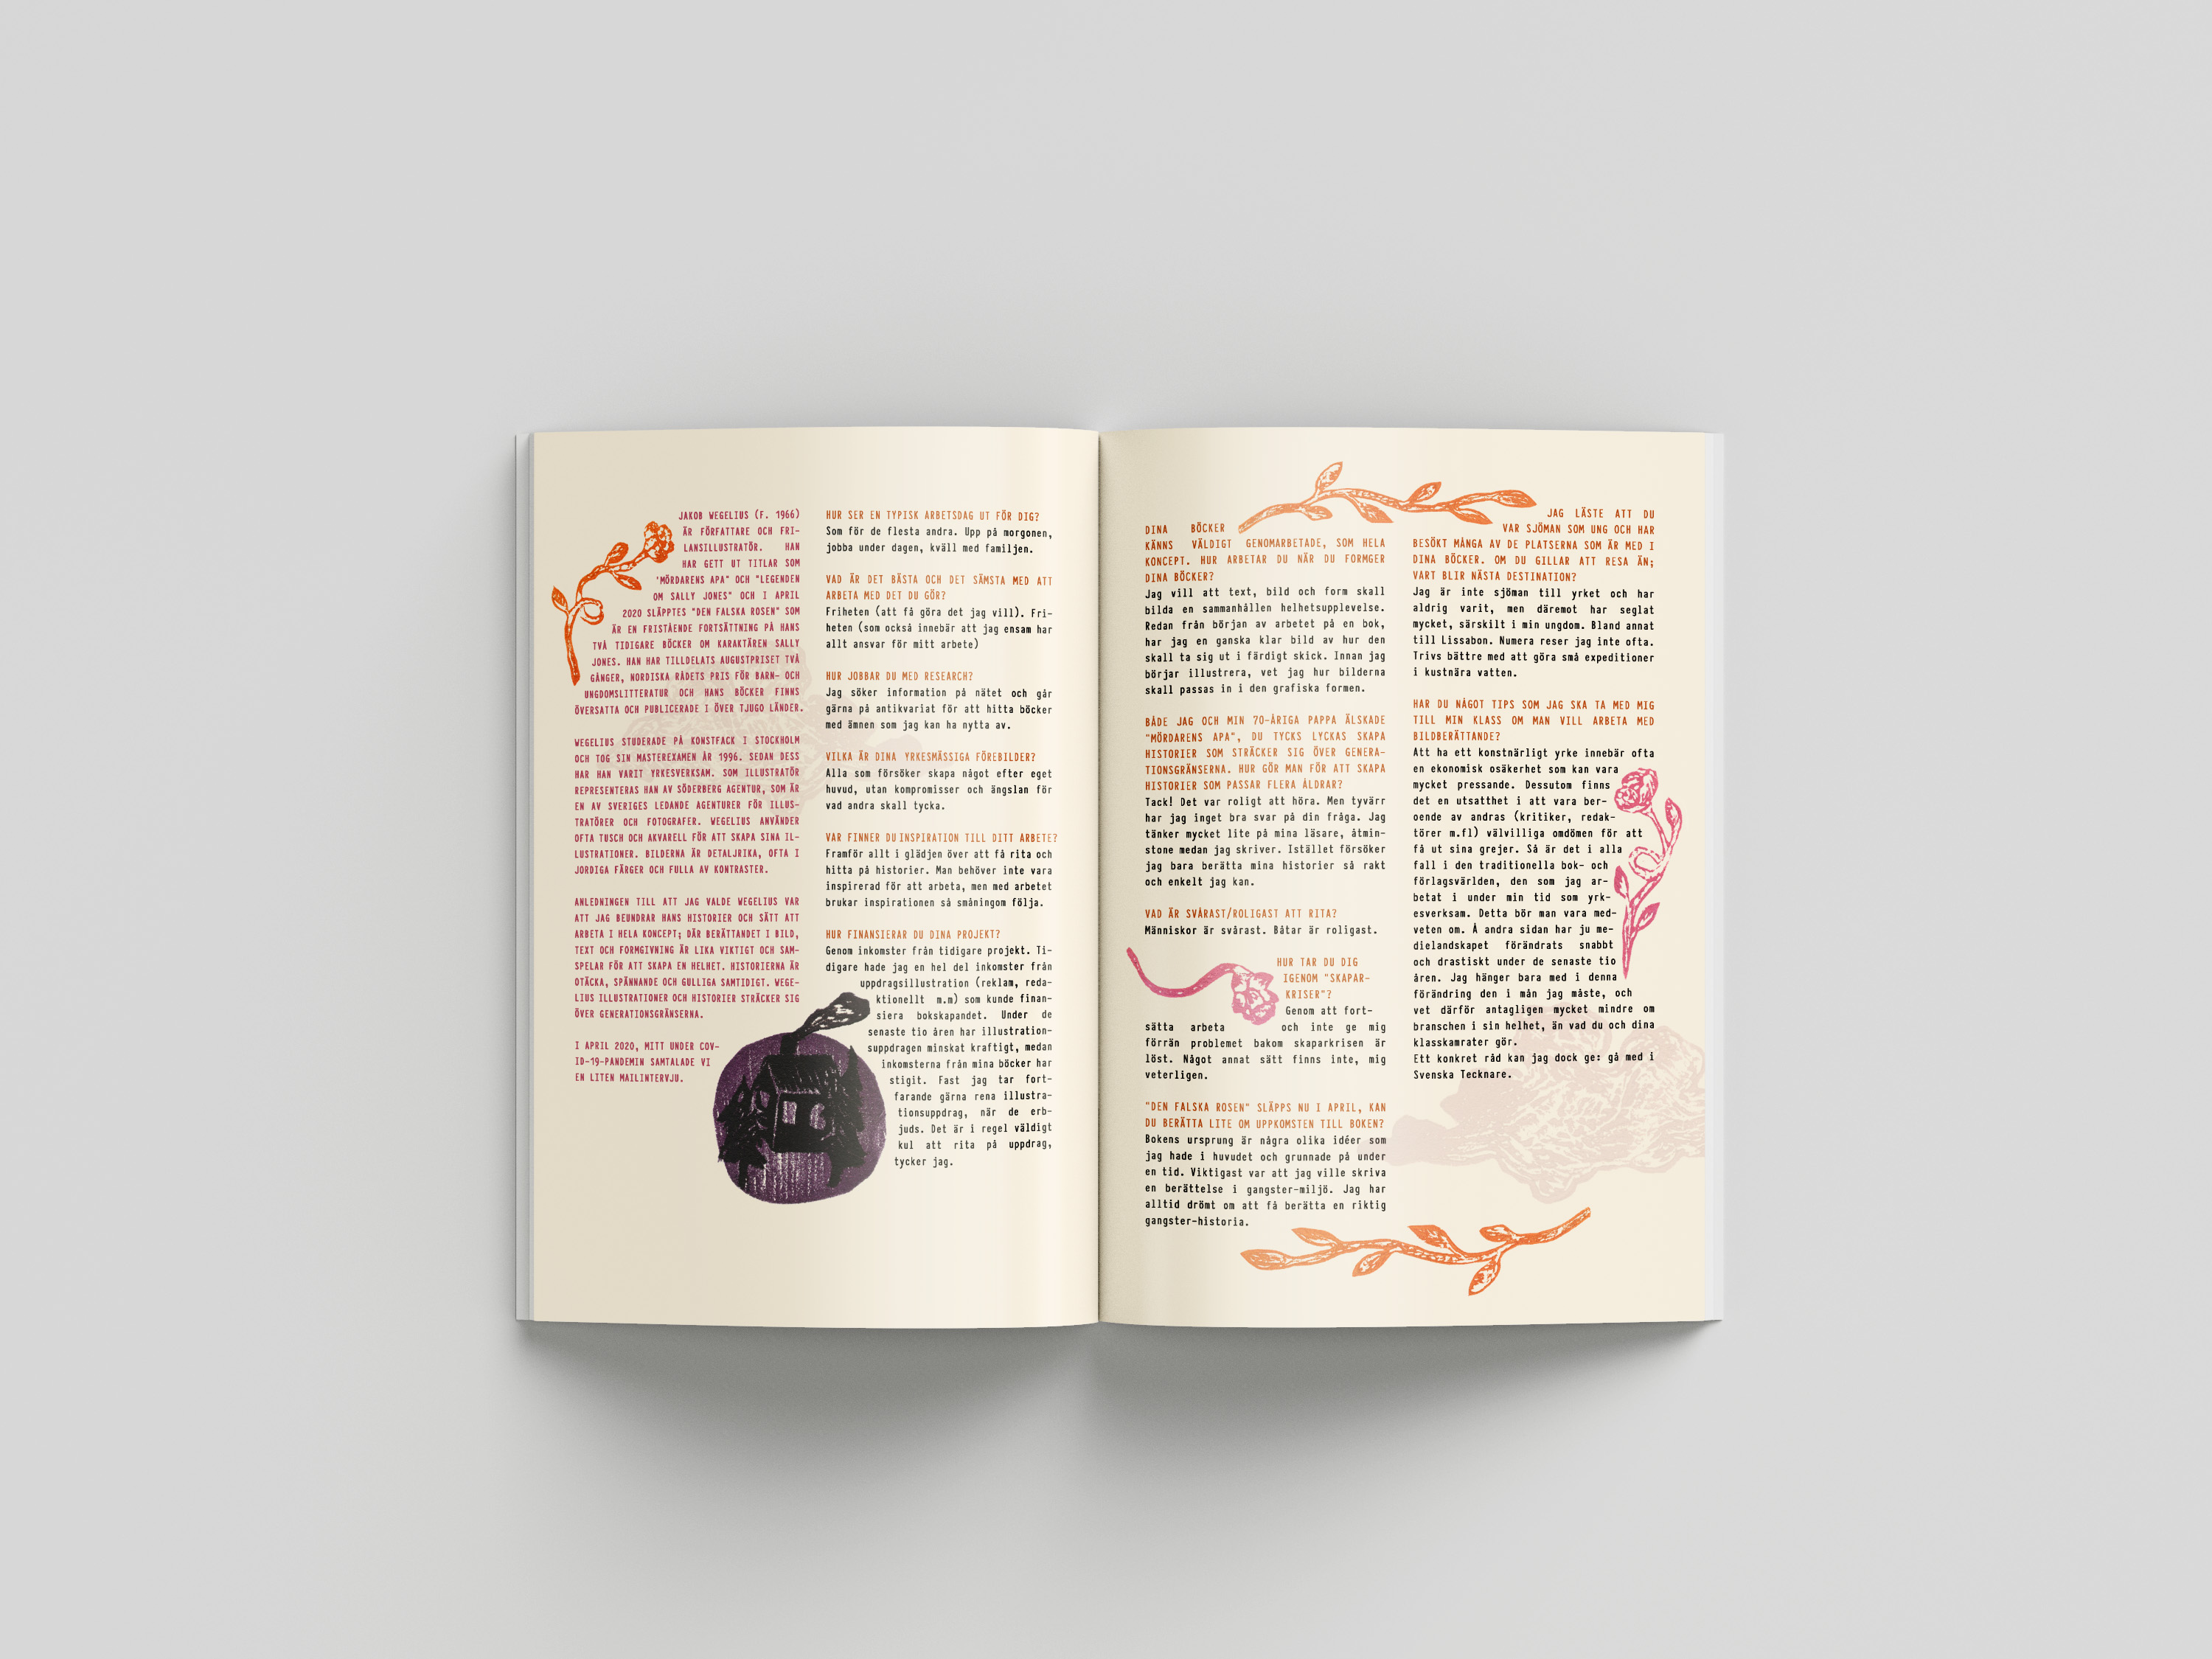 JAKOB WEGELIUS (F. 1966)
ÄR FÖRFATTARE OCH FRI-
LANSILLUSTRATÖR. HAN
HAR GETT UT TITLAR SOM
'MÖRDARENS APA" OCH "LEGENDEN
OM SALLY JONES" OCH I APRIL
2020 SLÄPPTES "DEN FALSKA ROSEN" SOM
ÄR EN FRISTÅENDE FORTSÄTTNING PÅ HANS
TVÅ TIDIGARE BÖCKER OM KARAKTÄREN SALLY
JONES. HAN HAR TILLDELATS AUGUSTPRISET TVÅ
GÅNGER, NORDISKA RÅDETS PRIS FÖR BARN- OCH
UNGDOMSLITTERATUR OCH HANS BÖCKER FINNS
ÖVERSATTA OCH PUBLICERADE I ÖVER TJUGO LÄNDER.
WEGELIUS STUDERADE PÅ KONSTFACK I STOCKHOLM
OCH TOG SIN MASTEREXAMEN ÅR 1996. SEDAN DESS
HAR HAN VARIT YRKESVERKSAM. SOM ILLUSTRATÖR
REPRESENTERAS HAN AV SÖDERBERG AGENTUR, SOM ÄR
EN AV SVERIGES LEDANDE AGENTURER FÖR ILLUS-
TRATÖRER OCH FOTOGRAFER. WEGELIUS ANVÄNDER
OFTA TUSCH OCH AKVARELL FÖR ATT SKAPA SINA IL-
LUSTRATIONER. BILDERNA ÄR DETALJRIKA, OFTA I
JORDIGA FÄRGER OCH FULLA AV KONTRASTER.
ANLEDNINGEN TILL ATT JAG VALDE WEGELIUS VAR
ATT JAG BEUNDRAR HANS HISTORIER OCH SÄTT ATT
ARBETA I HELA KONCEPT; DÄR BERÄTTANDET I BILD,
TEXT OCH FORMGIVNING ÄR LIKA VIKTIGT OCH SAM-
SPELAR FÖR ATT SKAPA EN HELHET. HISTORIERNA ÄR
OTÄCKA, SPÄNNANDE OCH GULLIGA SAMTIDIGT. WEGE-
LIUS ILLUSTRATIONER OCH HISTORIER STRÄCKER SIG
ÖVER GENERATIONSGRÄNSERNA.
I APRIL 2020, MITT UNDER COV-
ID-19-PANDEMIN SAMTALADE VI
EN LITEN MAILINTERVJU.
HUR SER EN TYPISK ARBETSDAG UT FÖR DIG?
Som för de flesta andra. Upp på morgonen,
jobba under dagen, kväll med familjen.
VAD ÄR DET BÄSTA OCH DET SÄMSTA MED ATT
ARBETA MED DET DU GÖR?
Friheten (att få göra det jag vill). Fri-
heten (som också innebär att jag ensam har
allt ansvar för mitt arbete)
HUR JOBBAR DU MED RESEARCH?
Jag söker information på nätet och går
gärna på antikvariat för att hitta böcker
med ämnen som jag kan ha nytta av.
VILKA ÄR DINA YRKESMÄSSIGA FÖREBILDER?
Alla som försöker skapa något efter eget
huvud, utan kompromisser och ängslan för
vad andra skall tycka.
VAR FINNER DU INSPIRATION TILL DITT ARBETE?
Framför allt i glädjen över att få rita och
hitta på historier. Man behöver inte vara
inspirerad för att arbeta, men med arbetet
brukar inspirationen så småningom följa.
HUR FINANSIERAR DU DINA PROJEKT?
Genom inkomster från tidigare projekt. Ti-
digare hade jag en hel del inkomster från
uppdragsillustration (reklam, reda-
ktionellt m.m) som kunde finan-
siera bokskapandet. Under de
senaste tio åren har illustration-
suppdragen minskat kraftigt, medan
inkomsterna från mina böcker har
stigit. Fast jag tar fort-
farande gärna rena illustra-
tionsuppdrag, när de erb-
juds. Det är i regel väldigt
kul att rita på uppdrag,
tycker jag.
DINA BÖCKER
KÄNNS VÄLDIGT GENOMARBETADE, SOM HELA
KONCEPT. HUR ARBETAR DU NÄR DU FORMGER
DINA BÖCKER?
Jag vill att text, bild och form skall
bilda en sammanhållen helhetsupplevelse.
Redan från början av arbetet på en bok,
har jag en ganska klar bild av hur den
skall ta sig ut i färdigt skick. Innan jag
börjar illustrera, vet jag hur bilderna
skall passas in i den grafiska formen.
BÅDE JAG OCH MIN 70-ÅRIGA PAPPA ÄLSKADE
"MÖRDARENS APA", DU TYCKS LYCKAS SKAPA
HISTORIER SOM STRÄCKER SIG ÖVER GENERA-
TIONSGRÄNSERNA. HUR GÖR MAN FÖR ATT SKAPA
HISTORIER SOM PASSAR FLERA ÅLDRAR?
Tack! Det var roligt att höra. Men tyvärr
har jag inget bra svar på din fråga. Jag
tänker mycket lite på mina läsare, åtmin-
stone medan jag skriver. Istället försöker
jag bara berätta mina historier så rakt
och enkelt jag kan.
VAD ÄR SVÅRAST/ROLIGAST ATT RITA?
Människor är svårast. Båtar är roligast.
HUR TAR DU DIG
IGENOM "SKAPAR-
KRISER"?
Genom att fort-
sätta arbeta och inte ge mig
förrän problemet bakom skaparkrisen är
löst. Något annat sätt finns inte, mig
veterligen.
"DEN FALSKA ROSEN" SLÄPPS NU I APRIL, KAN
DU BERÄTTA LITE OM UPPKOMSTEN TILL BOKEN?
Bokens ursprung är några olika idéer som
jag hade i huvudet och grunnade på under
en tid. Viktigast var att jag ville skriva
en berättelse i gangster-miljö. Jag har
alltid drömt om att få berätta en riktig
gangster-historia.
JAG LÄSTE ATT DU
VAR SJÖMAN SOM UNG OCH HAR
BESÖKT MÅNGA AV DE PLATSERNA SOM ÄR MED I
DINA BÖCKER. OM DU GILLAR ATT RESA ÄN;
VART BLIR NÄSTA DESTINATION?
Jag är inte sjöman till yrket och har
aldrig varit, men däremot har seglat
mycket, särskilt i min ungdom. Bland annat
till Lissabon. Numera reser jag inte ofta.
Trivs bättre med att göra små expeditioner
i kustnära vatten.
HAR DU NÅGOT TIPS SOM JAG SKA TA MED MIG
TILL MIN KLASS OM MAN VILL ARBETA MED
BILDBERÄTTANDE?
Att ha ett konstnärligt yrke innebär ofta
en ekonomisk osäkerhet som kan vara
mycket pressande. Dessutom finns
det en utsatthet i att vara ber-
oende av andras (kritiker, redak-
törer m.fl) välvilliga omdömen för att
få ut sina grejer. Så är det i alla
fall i den traditionella bok- och
förlagsvärlden, den som jag ar-
betat i under min tid som yrk-
esverksam. Detta bör man vara med-
veten om. Å andra sidan har ju me-
dielandskapet förändrats snabbt
och drastiskt under de senaste tio
åren. Jag hänger bara med i denna
förändring den i mån jag måste, och
vet därför antagligen mycket mindre om
branschen i sin helhet, än vad du och dina
klasskamrater gör.
Ett konkret råd kan jag dock ge: gå med i
Svenska Tecknare.